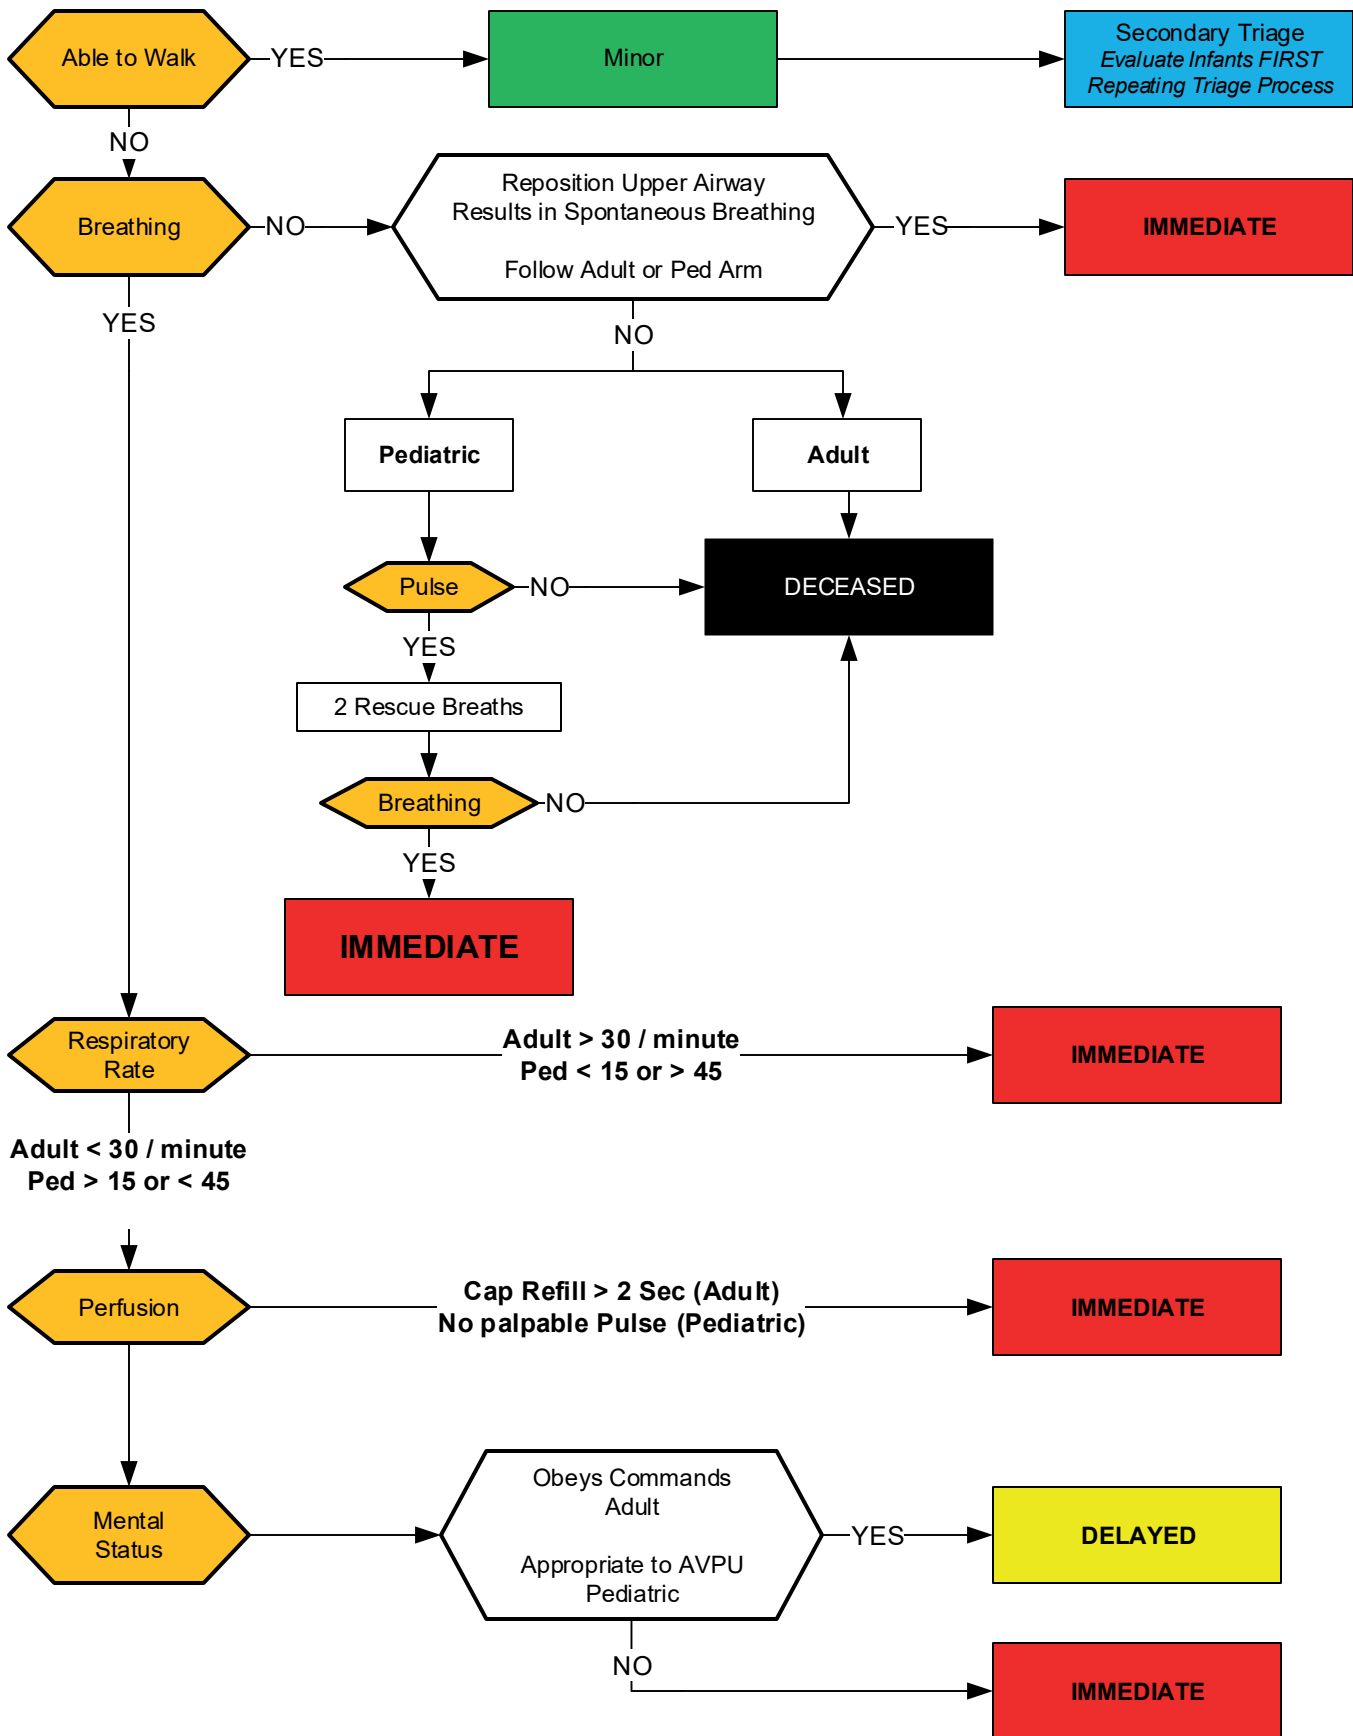 Able to Walk
YES
Minor
Secondary Triage
Evaluate Infants FIRST
Repeating Triage Process
NO
Breathing
NO
Reposition Upper Airway
Results in Spontaneous Breathing
Follow Adult or Ped Arm
YES
IMMEDIATE
YES
NO
Pediatric
Adult
Pulse
NO
DECEASED
YES
2 Rescue Breaths
Breathing
NO
YES
IMMEDIATE
Respiratory
Rate
Adult > 30 / minute
Ped < 15 or > 45
IMMEDIATE
Adult < 30 / minute
Ped > 15 or < 45
Perfusion
Cap Refill > 2 Sec (Adult)
No palpable Pulse (Pediatric)
IMMEDIATE
Mental
Status
Obeys Commands
Adult
Appropriate to AVPU
Pediatric
YES
DELAYED
NO
IMMEDIATE